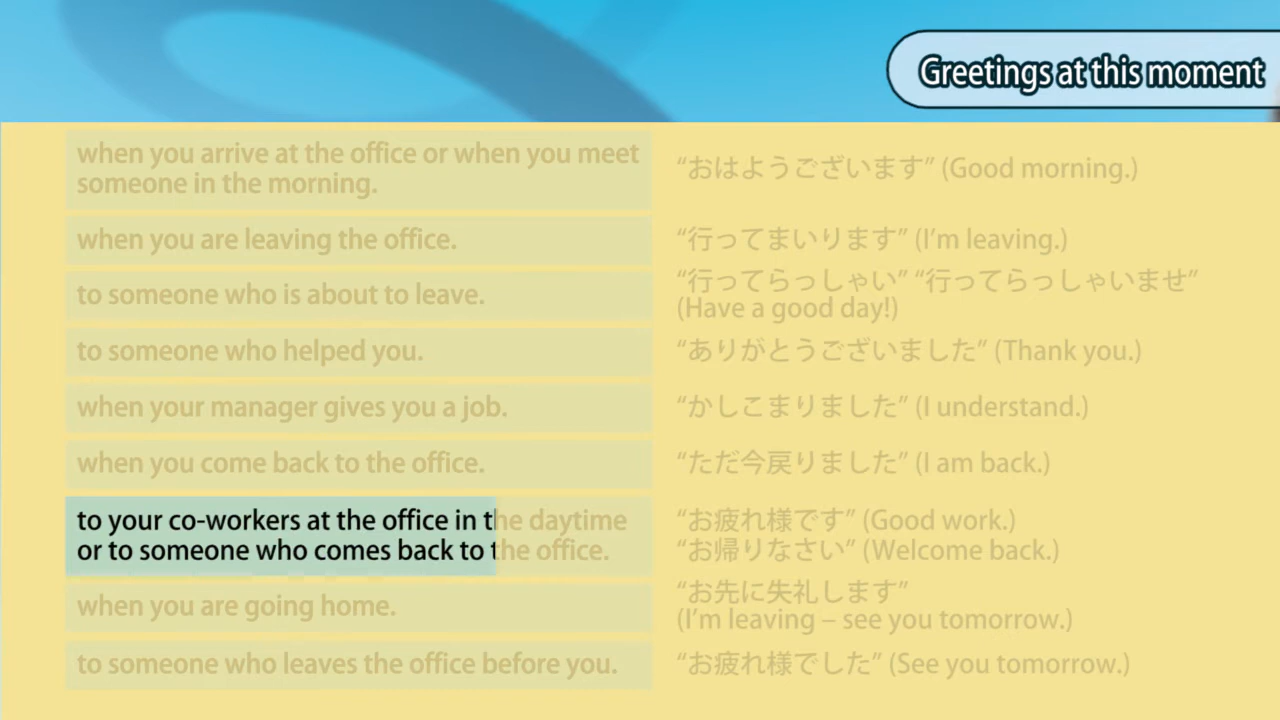 Greetings at this moment
when you arrive at the office or when you meet
someone in the morning.
“おはようございます” (Good morning.)
when you are leaving the office.
“行ってまいります” (I’m leaving.)
to someone who is about to leave.
“行ってらっしゃい” “行ってらっしゃいませ”
(Have a good day!)
to someone who helped you.
“ありがとうございました” (Thank you.)
when your manager gives you a job.
“かしこまりました” (I understand.)
when you come back to the office.
“ただ今戻りました” (I am back.)
to your co-workers at the office in the daytime
or to someone who comes back to the office.
“お疲れ様です” (Good work.)
“お帰りなさい” (Welcome back.)
when you are going home.
“お先に失礼します”
(I’m leaving – see you tomorrow.)
to someone who leaves the office before you.
“お疲れ様でした” (See you tomorrow.)